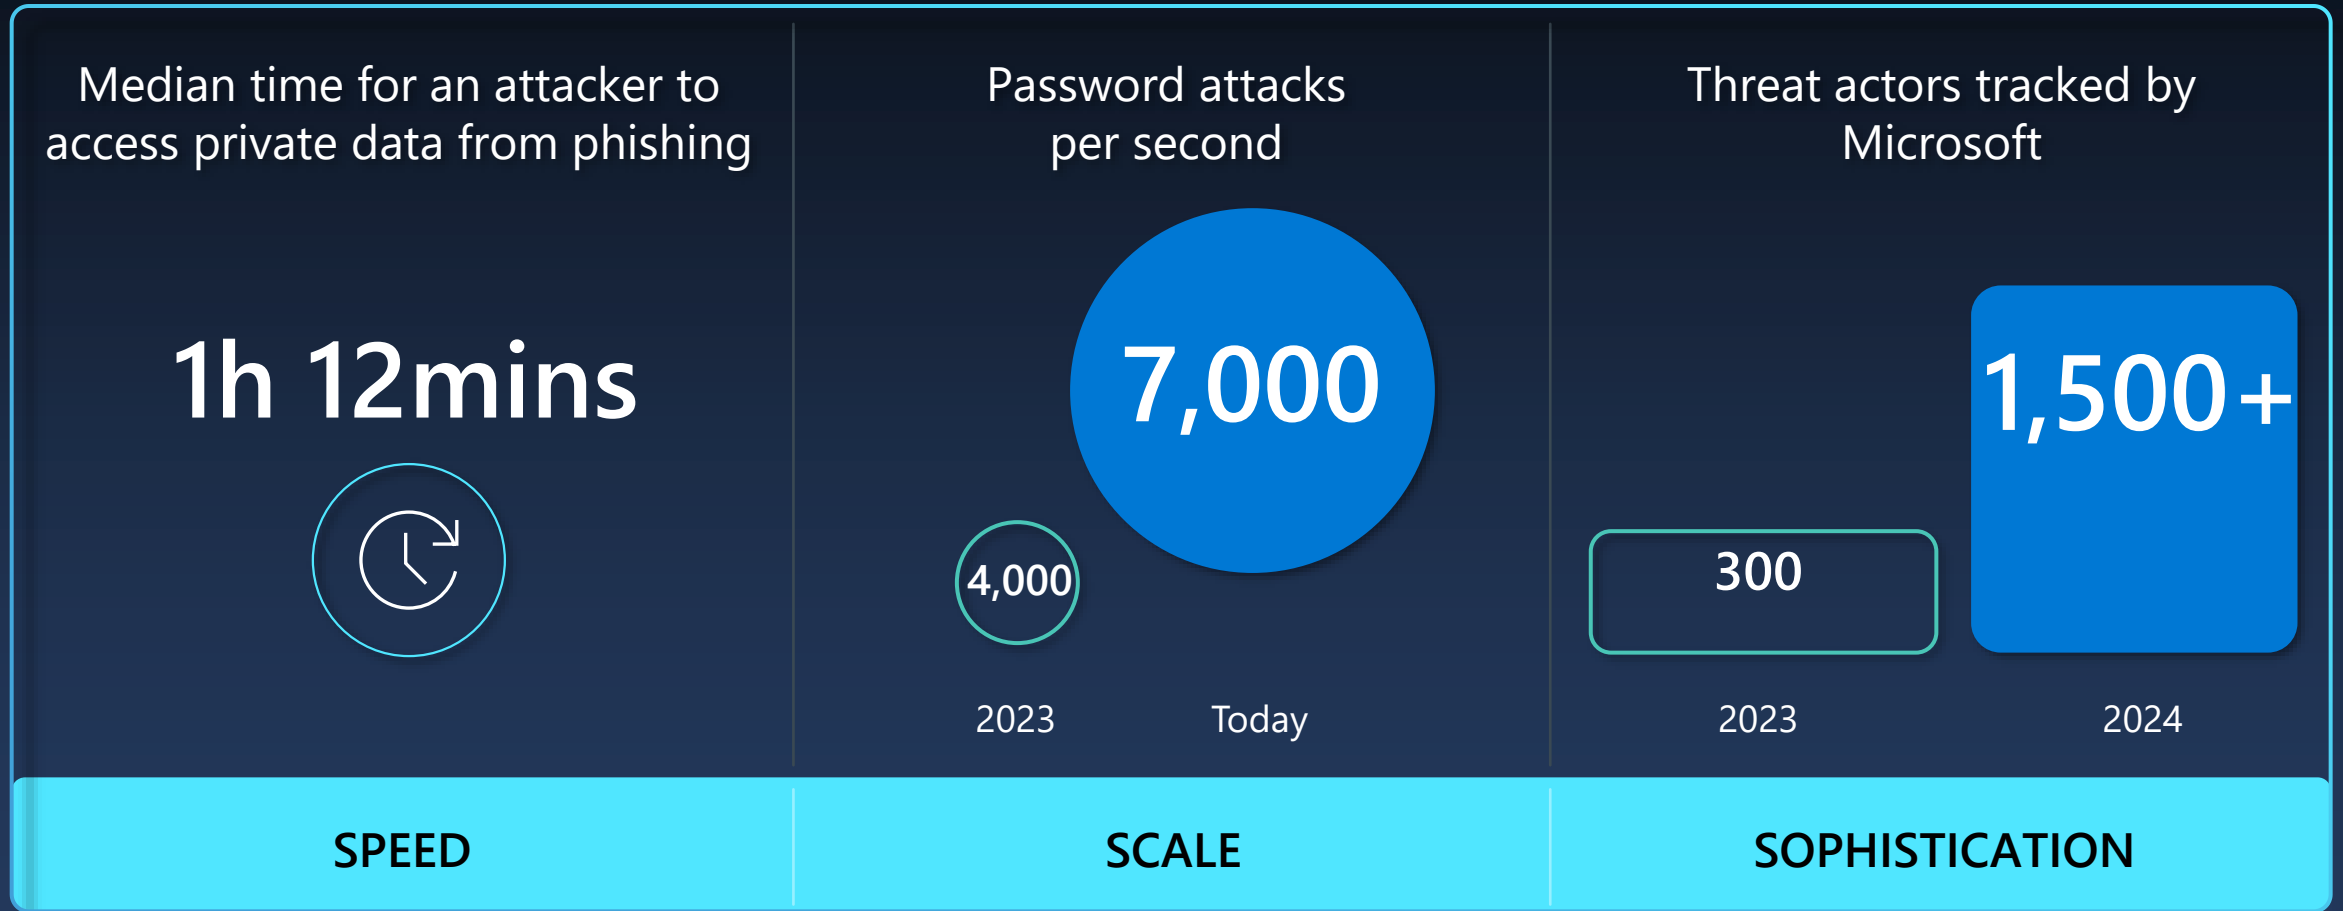 Median time for an attacker to
access private data from phishing
1h 12mins
SPEED
Password attacks
per second
7,000
4,000
2023
Today
SCALE
Threat actors tracked by
Microsoft
1,500+
300
2023
2024
SOPHISTICATION